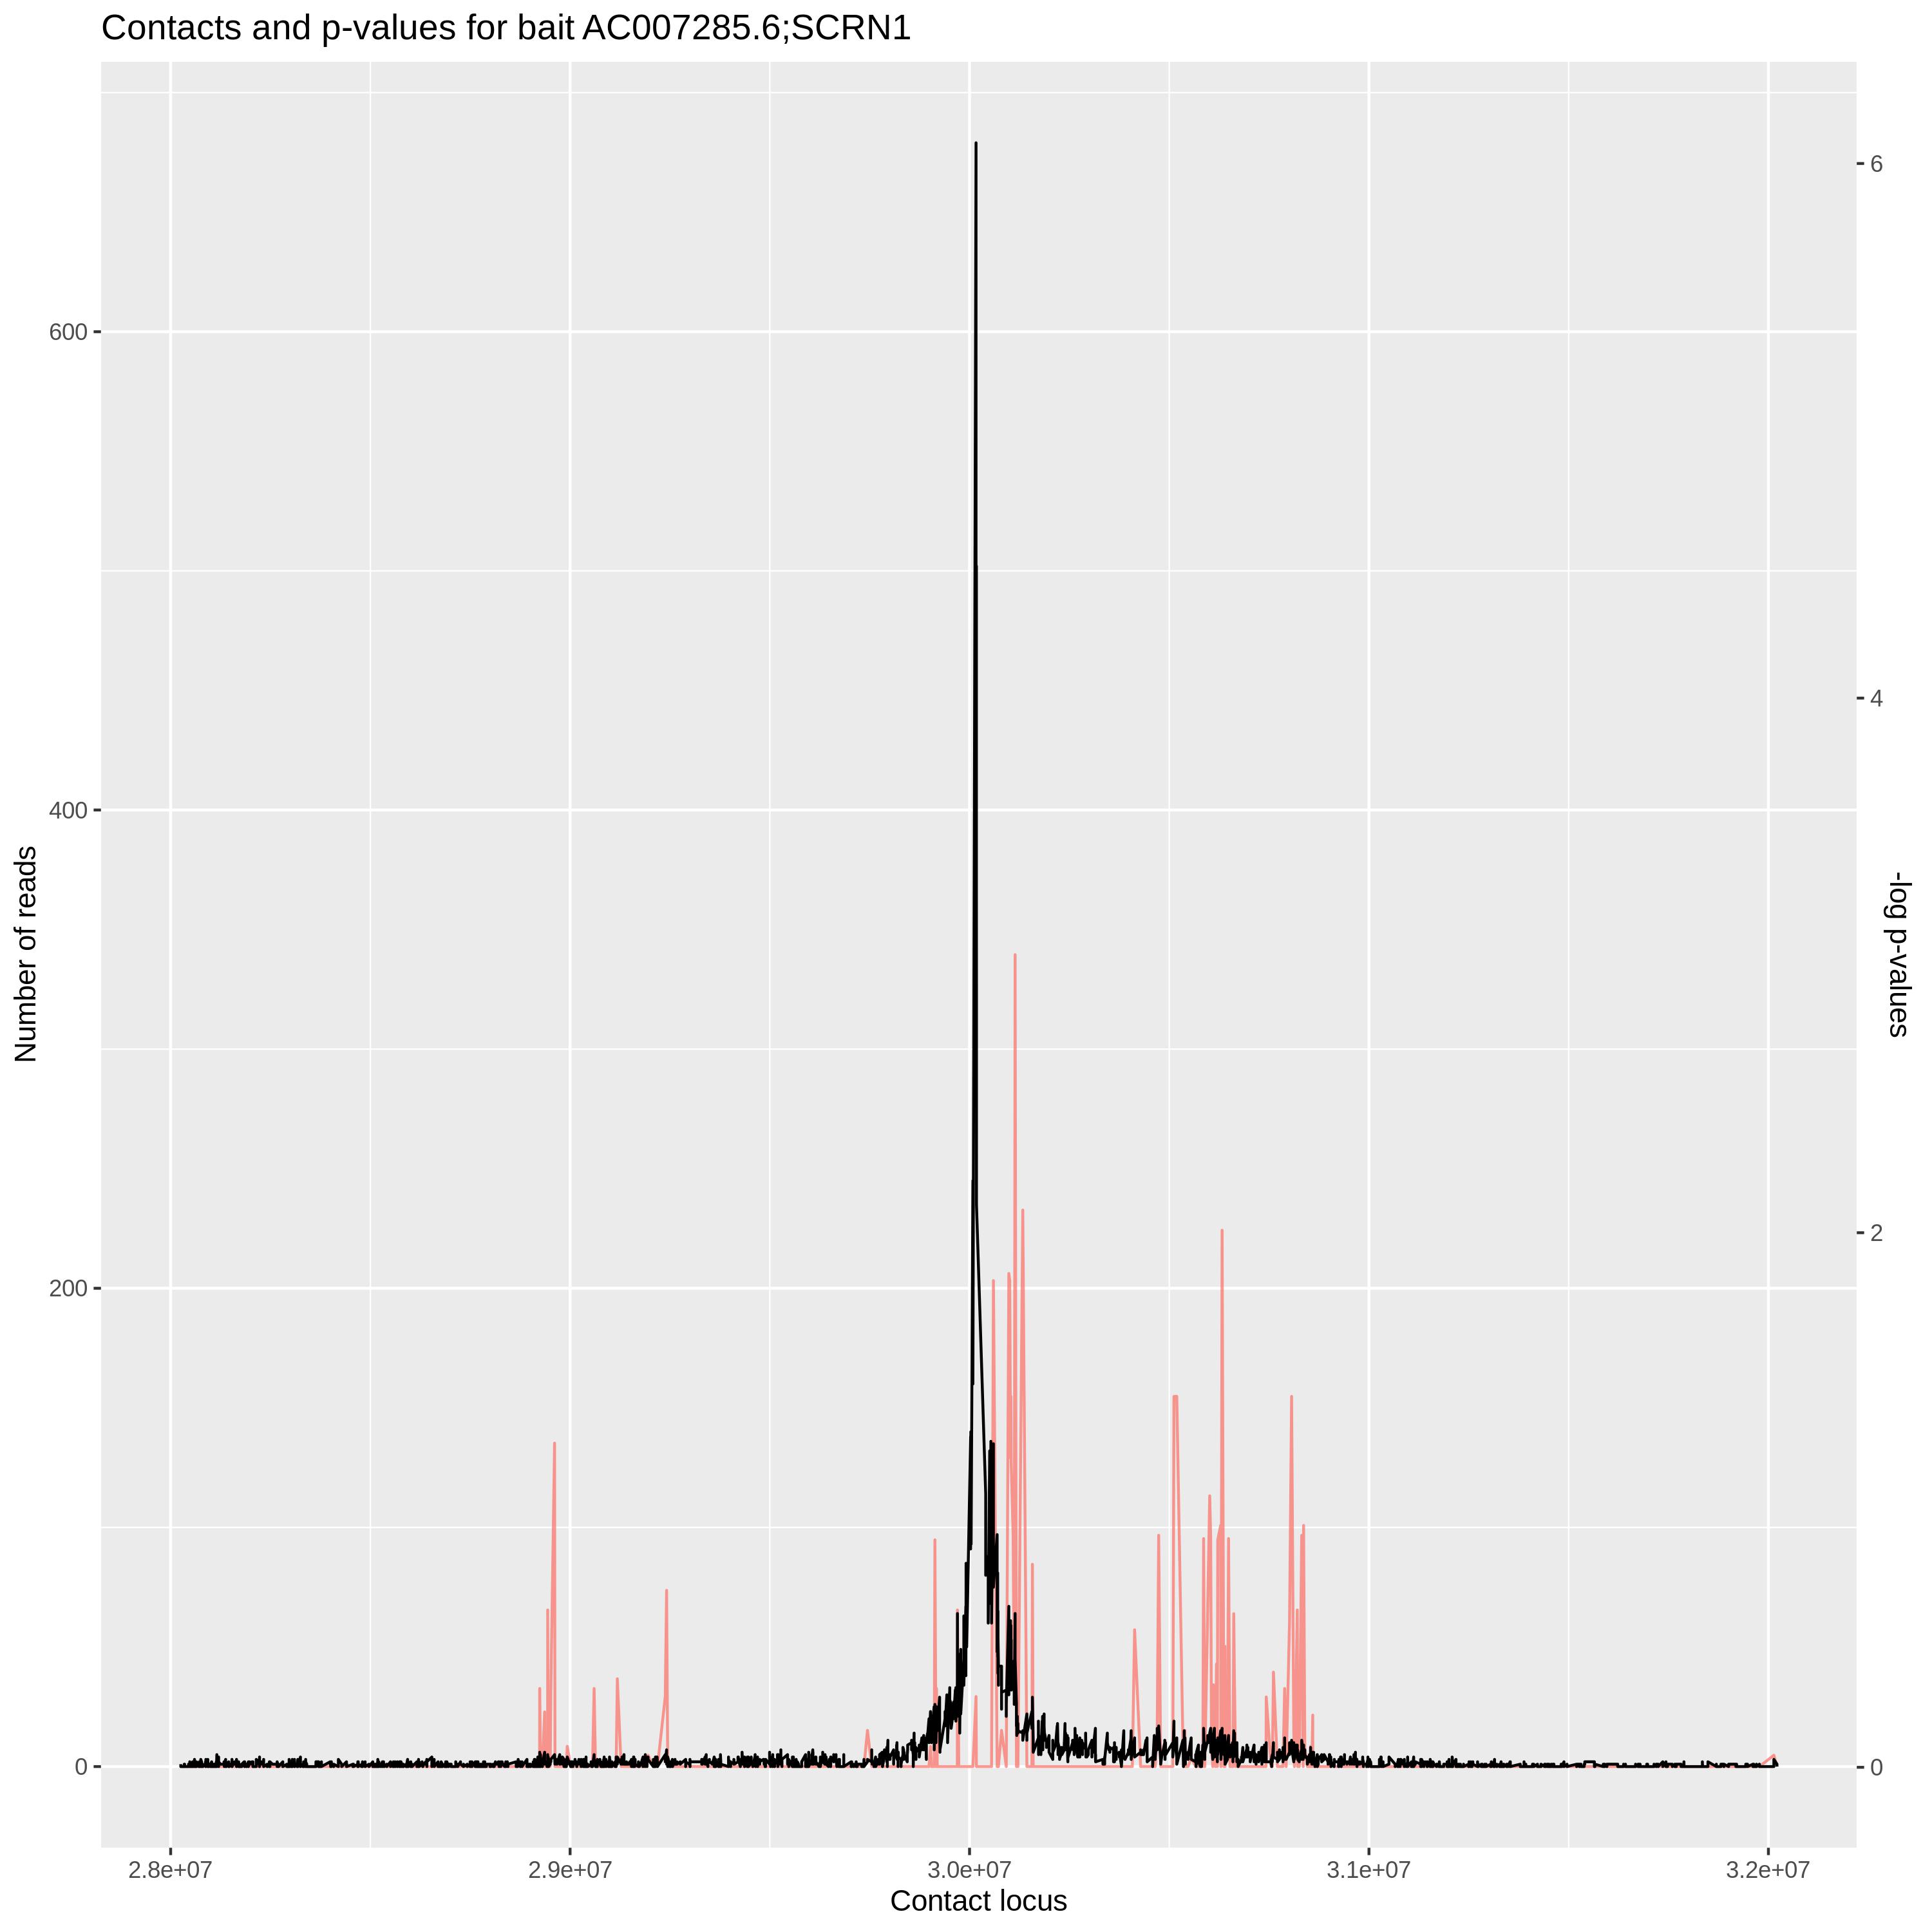 Contacts and p-values for bait AC007285.6;SCRN1
6
600
4
400
Number of reads
-log p-values
2
200
0
0
2.8e+07 2.9e+07 3.0e+07 3.1e+07 3.2e+07
Contact locus